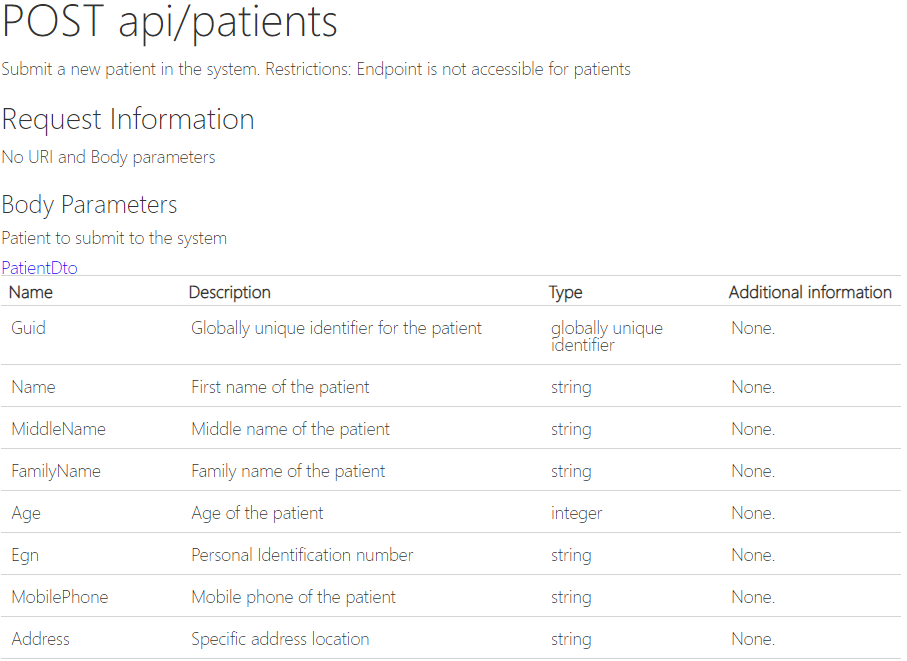 POST api/patients
Submit a new patient in the system. Restrictions: Endpoint is not accessible for patients
Request Information
No URI and Body parameters
Body Parameters
Patient to submit to the system
PatientDto
Name Description Type Additional information
Guid Globally unique identifier for the patient globally unique identifier None.
Name First name of the patient string None.
MiddleName Middle name of the patient string None.
FamilyName Family name of the patient string None.
Age Age of the patient integer None.
Egn Personal Identification number string None.
MobilePhone Mobile phone of the patient string None.
Address Specific address location string None.